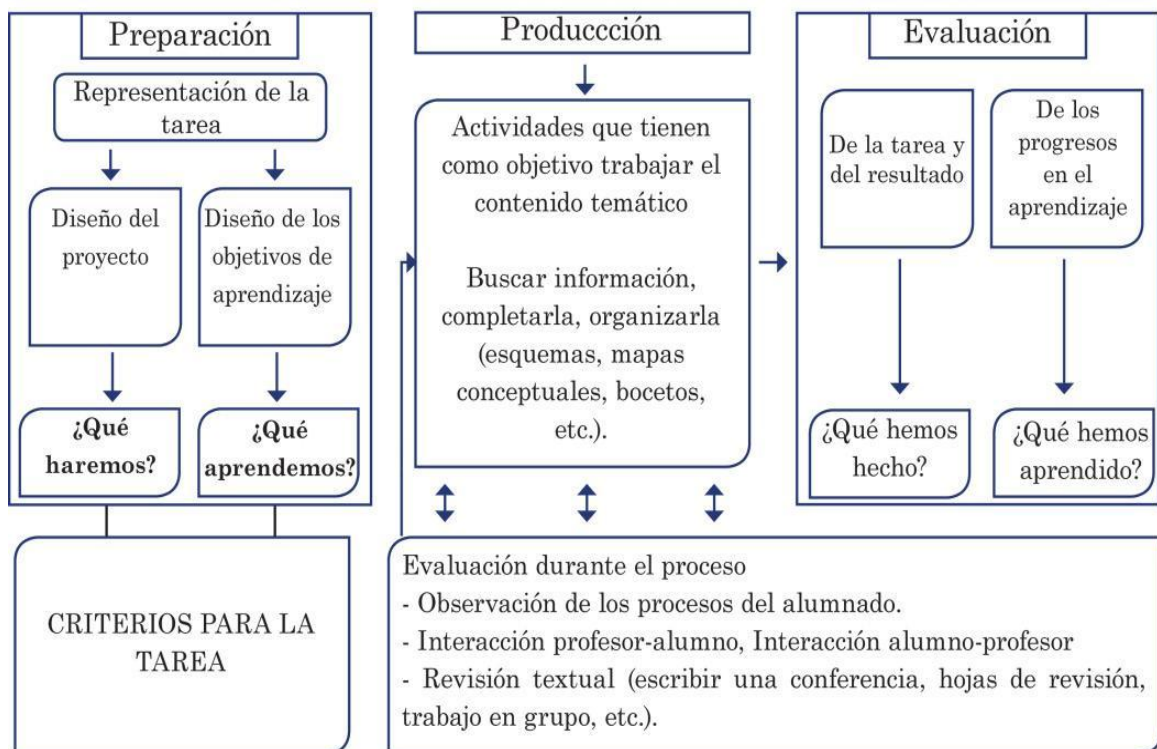 Preparación
Representación de la
tarea
Diseño del
proyecto
Diseño de los
objetivos de
aprendizaje
¿Qué
haremos?
¿Qué
aprendemos?
CRITERIOS PARA LA
TAREA
Produccción
Actividades que tienen
como objetivo trabajar el
contenido temático
Buscar información,
completarla, organizarla
(esquemas, mapas
conceptuales, bocetos,
etc.).
Evaluación durante el proceso
- Observación de los procesos del alumnado.
- Interacción profesor-alumno, Interacción alumno-profesor
- Revisión textual (escribir una conferencia, hojas de revisión,
trabajo en grupo, etc.).
Evaluación
De la tarea y
del resultado
De los
progresos
en el
aprendizaje
¿Qué hemos
hecho?
¿Qué hemos
aprendido?